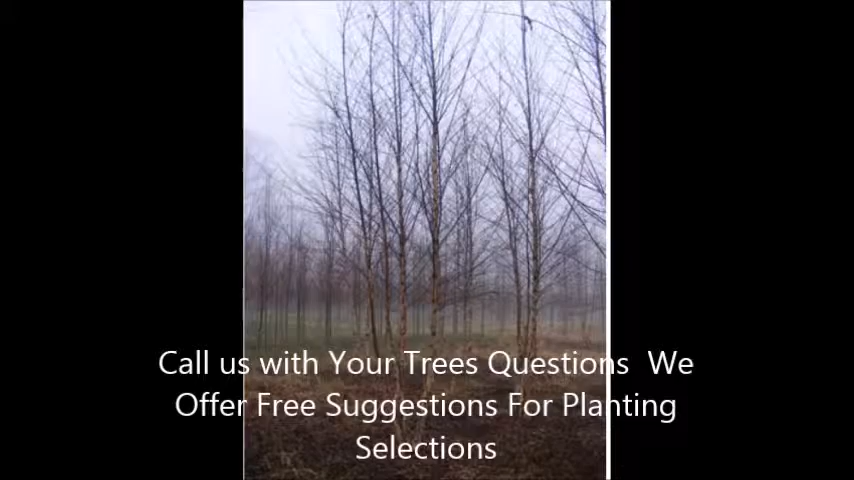 Call us with Your Trees Questions  We
Offer Free Suggestions For Planting
Selections